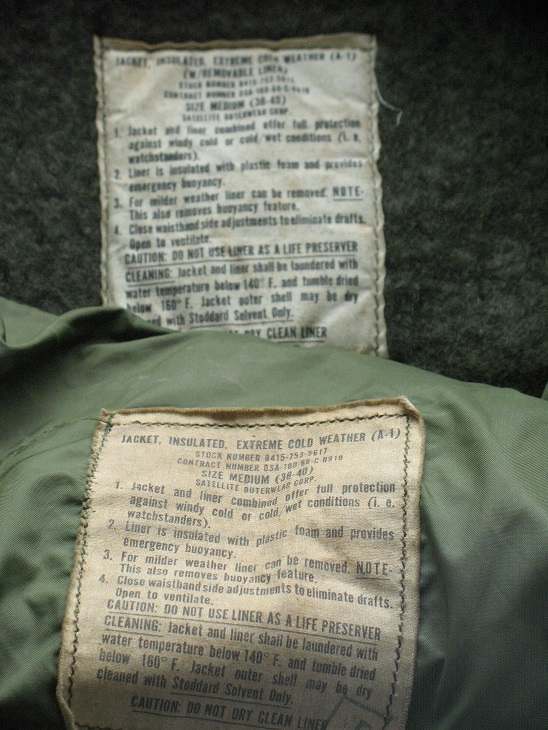 JACKET, INSULATED, EXTREME COLD WEATHER (A-1)
(W/REMOVABLE LINER)
STOCK NUMBER
CONTRACT NUMBER
SIZE MEDIUM (38-40)
SATELLITE OUTERWEAR CORP.
1. Jacket and liner combined offer full protection
against windy cold or cold wet conditions (i. e.
watchstanders).
2. Liner is insulated with plastic foam and provides
emergency buoyancy.
3. For milder weather liner can be removed. NOTE-
This also removes buoyancy feature.
4. Close waistband side adjustments to eliminate drafts.
Open to ventilate.
CAUTION: DO NOT USE LINER AS A LIFE PRESERVER
CLEANING: Jacket and liner shall be laundered with
water temperature below 140° F. and tumble dried
below 160° F. Jacket outer shell may be dry
cleaned with Stoddard Solvent Only.
DRY CLEAN LINER
JACKET, INSULATED, EXTREME COLD WEATHER (A-1)
STOCK NUMBER 8415-753-5617
CONTRACT NUMBER
SIZE MEDIUM (38-40)
SATELLITE OUTERWEAR CORP.
1. Jacket and liner combined offer full protection
against windy cold or cold, wet conditions (i. e.
watchstanders).
2. Liner is insulated with plastic foam and provides
emergency buoyancy.
3. For milder weather liner can be removed. NOTE-
This also removes buoyancy feature.
4. Close waistband side adjustments to eliminate drafts.
Open to ventilate.
CAUTION: DO NOT USE LINER AS A LIFE PRESERVER
CLEANING: Jacket and liner shall be laundered with
water temperature below 140° F. and tumble dried
below 160° F. Jacket outer shell may be dry
cleaned with Stoddard Solvent Only.
CAUTION: DO NOT DRY CLEAN LINER